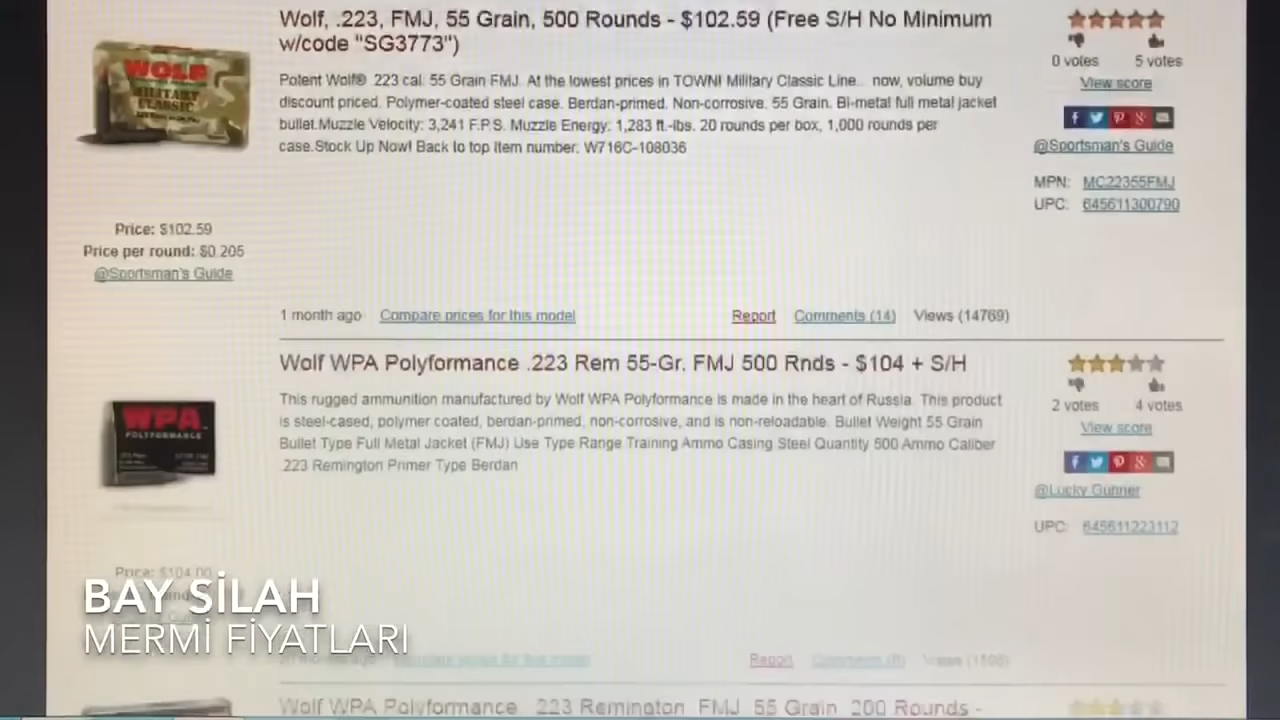 Wolf, .223, FMJ, 55 Grain, 500 Rounds - $102.59 (Free S/H No Minimum
w/code "SG3773")
WOLF
MILITARY
CLASSIC
Potent Wolf® .223 cal. 55 Grain FMJ. At the lowest prices in TOWN! Military Classic Line... now, volume buy
discount priced. Polymer-coated steel case. Berdan-primed. Non-corrosive. 55 Grain. Bi-metal full metal jacket
bullet.Muzzle Velocity: 3,241 F.P.S. Muzzle Energy: 1,283 ft.-lbs. 20 rounds per box, 1,000 rounds per
case.Stock Up Now! Back to top Item number: W716C-108036
0 votes 5 votes
View score
@Sportsman's Guide
MPN: MC22355FMJ
UPC: 645611300790
Price: $102.59
Price per round: $0.205
@Sportsman's Guide
1 month ago Compare prices for this model Report Comments (14) Views (14769)
Wolf WPA Polyformance .223 Rem 55-Gr. FMJ 500 Rnds - $104 + S/H
WPA
POLYFORMANCE
This rugged ammunition manufactured by Wolf WPA Polyformance is made in the heart of Russia. This product
is steel-cased, polymer coated, berdan-primed, non-corrosive, and is non-reloadable. Bullet Weight 55 Grain
Bullet Type Full Metal Jacket (FMJ) Use Type Range Training Ammo Casing Steel Quantity 500 Ammo Caliber
.223 Remington Primer Type Berdan
2 votes 4 votes
View score
@Lucky Gunner
UPC: 645611223112
Price: $104.00
BAY SİLAH
MERMİ FİYATLARI
Report
Wolf WPA Polyformance .223 Remington FMJ 55 Grain 200 Rounds -